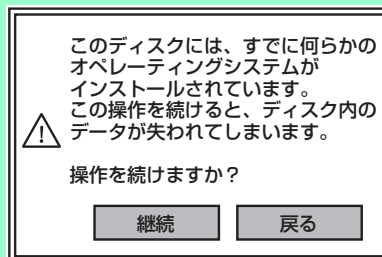 このディスクには、すでに何らかの
オペレーティングシステムが
インストールされています。
この操作を続けると、ディスク内の
データが失われてしまいます。
操作を続けますか？
継続
戻る